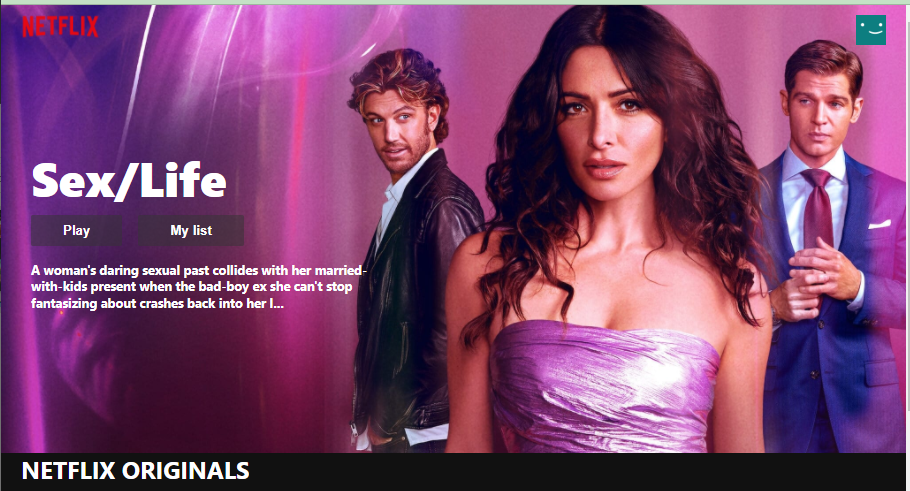 NETFLIX
Sex/Life
Play
My list
A woman's daring sexual past collides with her married-
with-kids present when the bad-boy ex she can't stop
fantasizing about crashes back into her l...
NETFLIX ORIGINALS